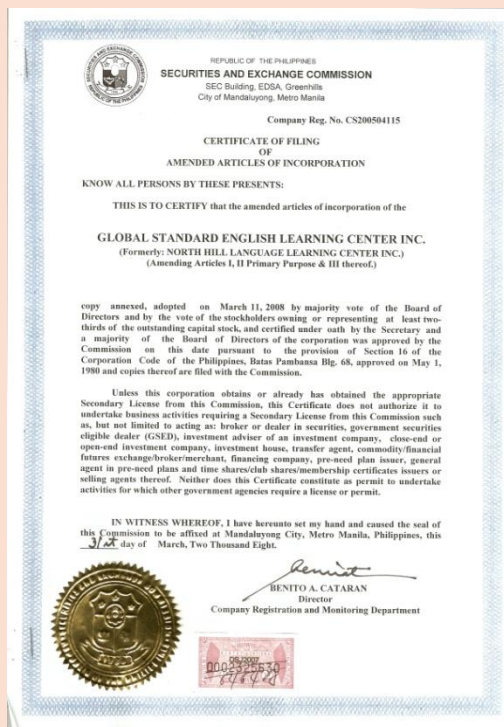 REPUBLIC OF THE PHILIPPINES
SECURITIES AND EXCHANGE COMMISSION
SEC Building, EDSA, Greenhills
City of Mandaluyong, Metro Manila
Company Reg. No. CS200504115
CERTIFICATE OF FILING
OF
AMENDED ARTICLES OF INCORPORATION
KNOW ALL PERSONS BY THESE PRESENTS:
THIS IS TO CERTIFY that the amended articles of incorporation of the
GLOBAL STANDARD ENGLISH LEARNING CENTER INC.
(Formerly: NORTH HILL LANGUAGE LEARNING CENTER INC.)
(Amending Articles I, II Primary Purpose & III thereof.)
copy annexed, adopted on March 11, 2008 by majority vote of the Board of
Directors and by the vote of the stockholders owning or representing at least two-
thirds of the outstanding capital stock, and certified under oath by the Secretary and
a majority of the Board of Directors of the corporation was approved by the
Commission on this date pursuant to the provision of Section 16 of the
Corporation Code of the Philippines, Batas Pambansa Blg. 68, approved on May 1,
1980 and copies thereof are filed with the Commission.
Unless this corporation obtains or already has obtained the appropriate
Secondary License from this Commission, this Certificate does not authorize it to
undertake business activities requiring a Secondary License from this Commission such
as, but not limited to acting as: broker or dealer in securities, government securities
eligible dealer (GSED), investment adviser of an investment company, close-end or
open-end investment company, investment house, transfer agent, commodity/financial
futures exchange/broker/merchant, financing company, pre-need plan issuer, general
agent in pre-need plans and time shares/club shares/membership certificates issuers or
selling agents thereof. Neither does this Certificate constitute as permit to undertake
activities for which other government agencies require a license or permit.
IN WITNESS WHEREOF, I have hereunto set my hand and caused the seal of
this Commission to be affixed at Mandaluyong City, Metro Manila, Philippines, this
31st day of March, Two Thousand Eight.
BENITO A. CATARAN
Director
Company Registration and Monitoring Department